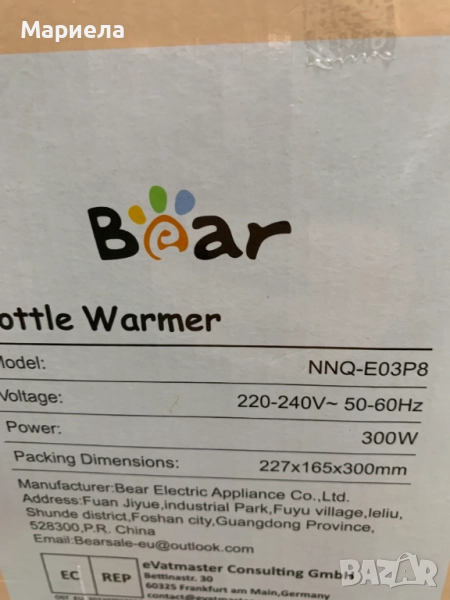 Мариела
Bear
ottle Warmer
Model: NNQ-E03P8
Voltage: 220-240V~ 50-60Hz
Power: 300W
Packing Dimensions: 227x165x300mm
Manufacturer:Bear Electric Appliance Co.,Ltd.
Address:Fuan Jiyue,industrial Park,Fuyu village,leliu,
Shunde district,Foshan city,Guangdong Province,
528300,P.R. China
Email:Bearsale-eu@outlook.com
EC REP
eVatmaster Consulting GmbH
Bettinastr. 30
60325 Frankfurt am Main,Germany
BAZAR